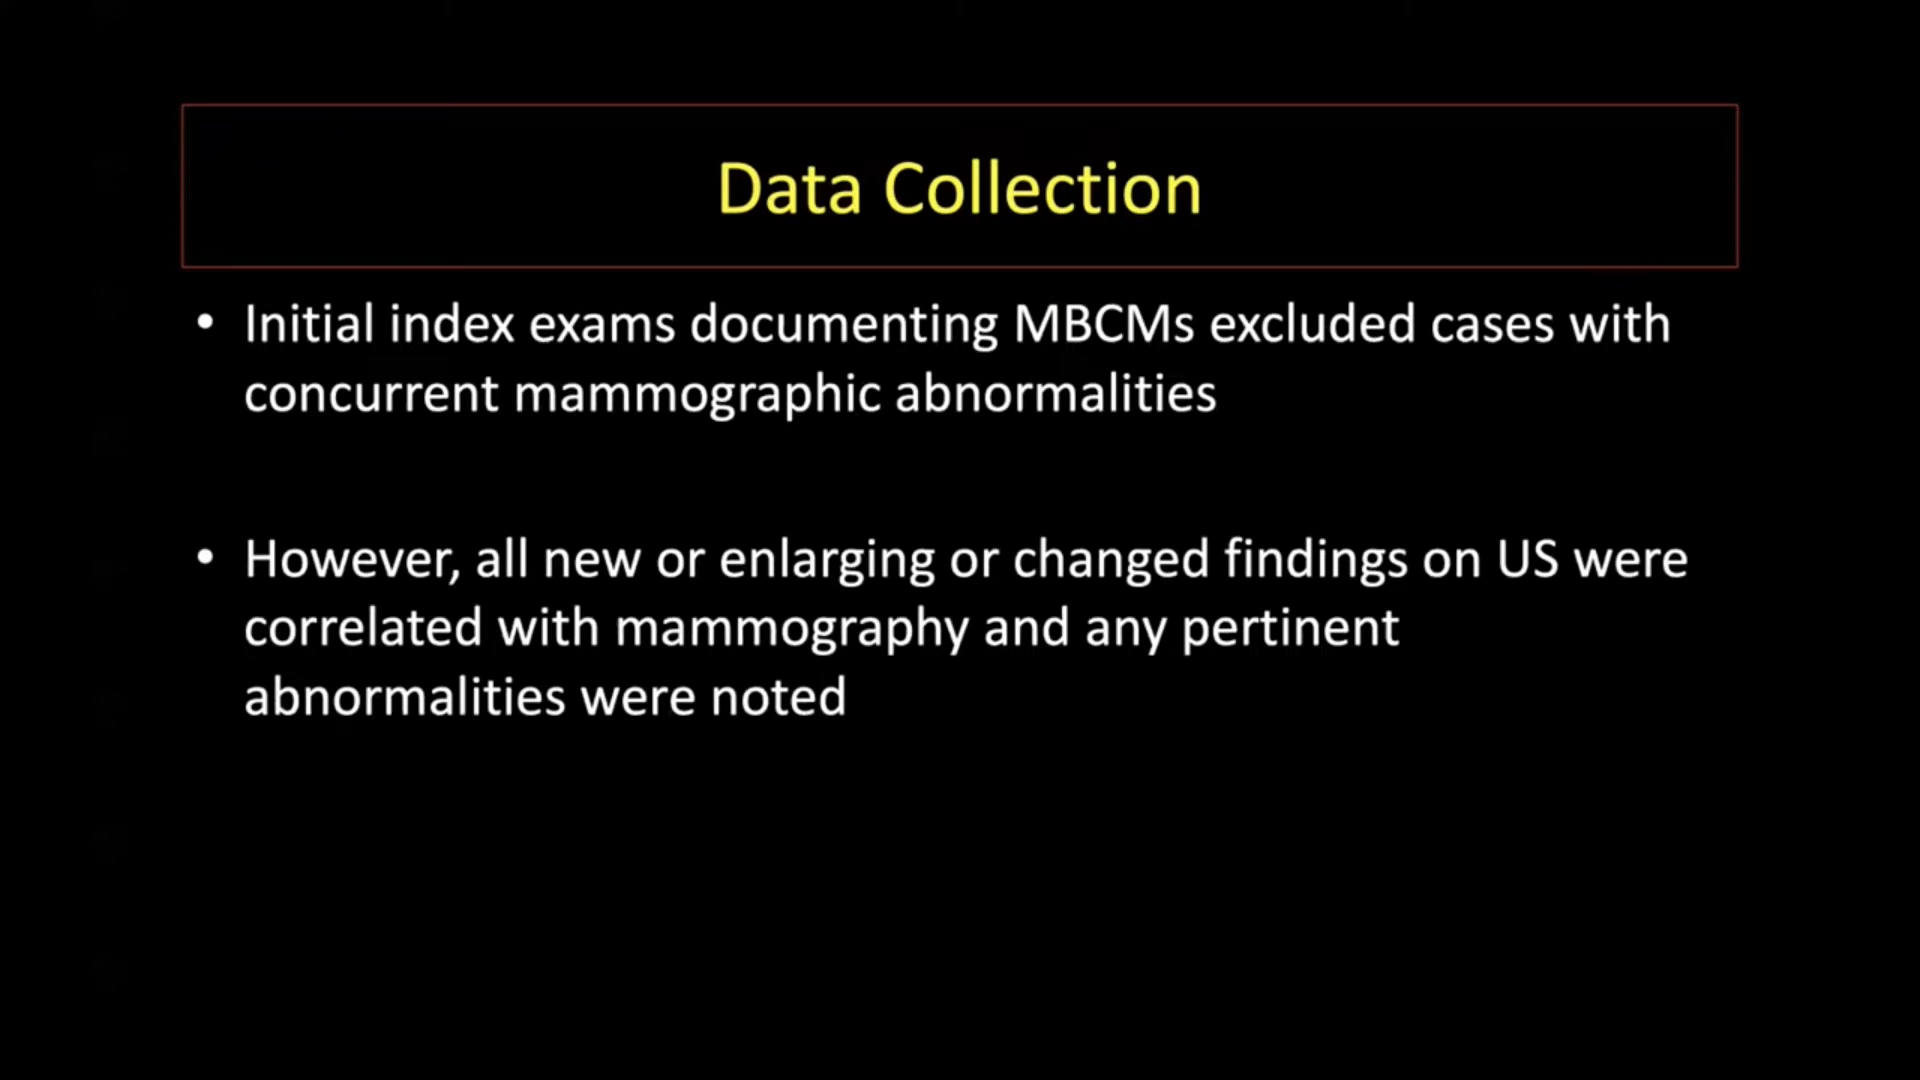 Data Collection
• Initial index exams documenting MBCMs excluded cases with
concurrent mammographic abnormalities
• However, all new or enlarging or changed findings on US were
correlated with mammography and any pertinent
abnormalities were noted